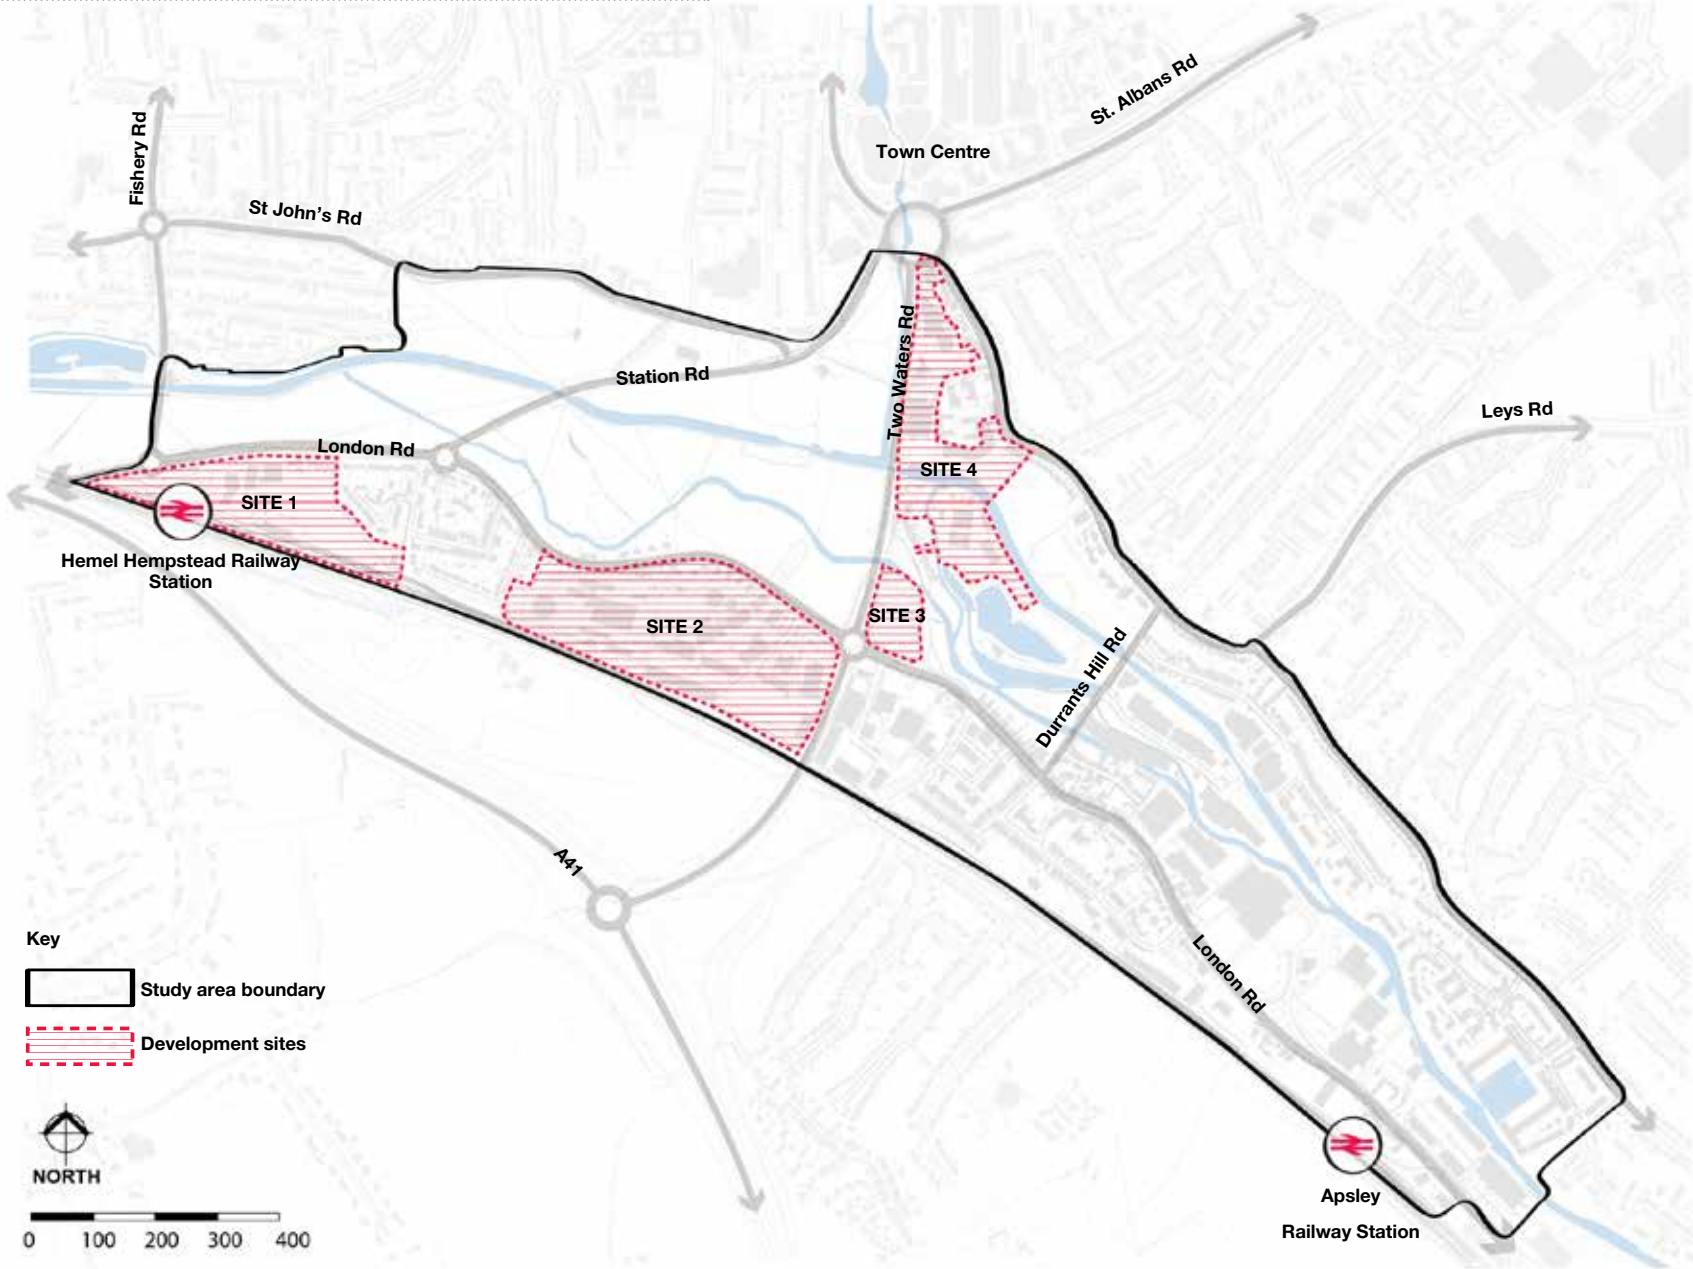 St. Albans Rd
Fishery Rd
Town Centre
St John's Rd
Two Waters Rd
Station Rd
Leys Rd
London Rd
SITE 4
SITE 1
Hemel Hempstead Railway
Station
SITE 3
SITE 2
Durrants Hill Rd
A41
London Rd
Key
Study area boundary
Development sites
NORTH
0 100 200 300 400
Apsley
Railway Station